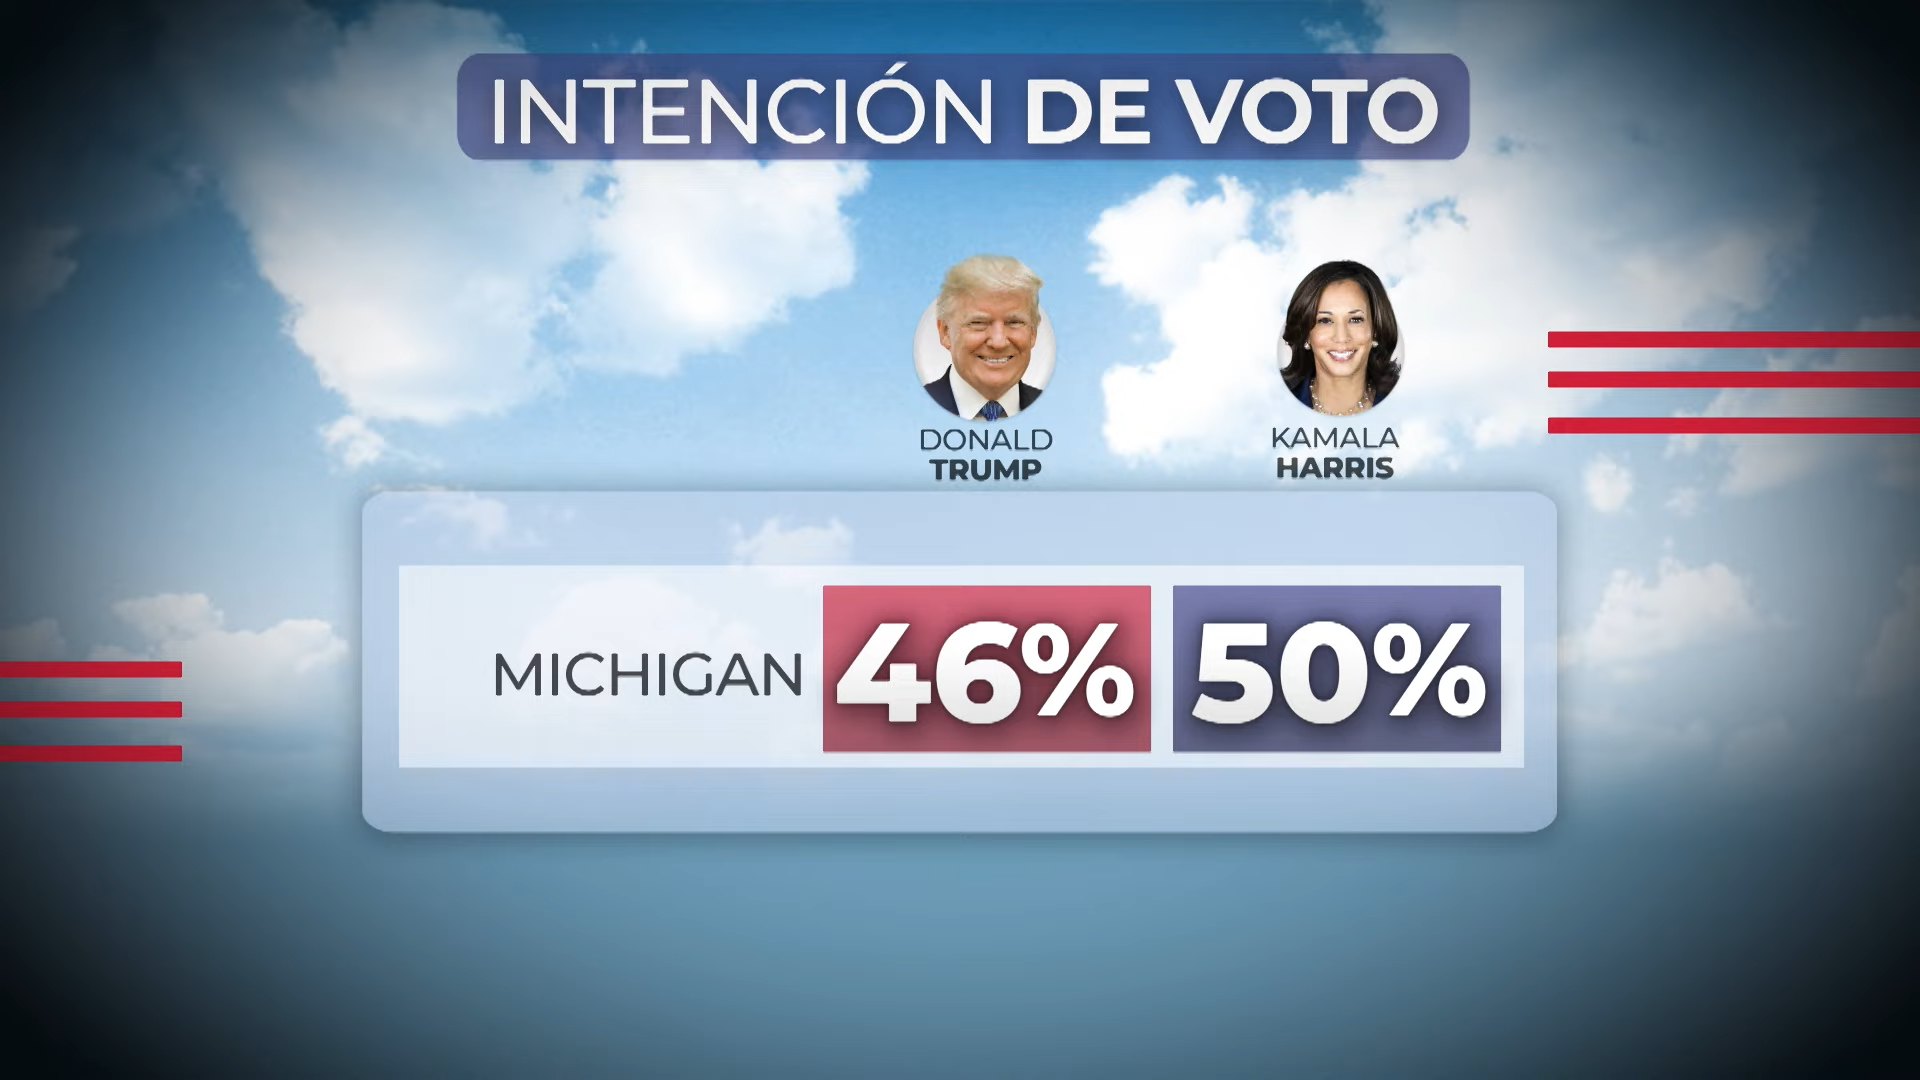 INTENCIÓN DE VOTO
DONALD
TRUMP
KAMALA
HARRIS
MICHIGAN 46% 50%